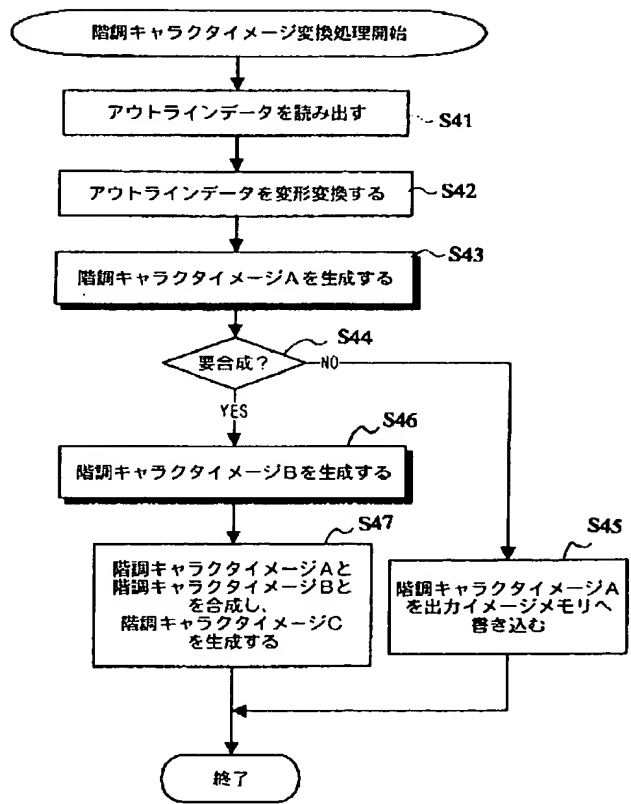 階調キャラクタイメージ変換処理開始
アウトラインデータを読み出す
S41
アウトラインデータを変形変換する
S42
S43
階調キャラクタイメージAを生成する
S44
要合成?
NO
YES
S46
階調キャラクタイメージBを生成する
S47
階調キャラクタイメージAと
階調キャラクタイメージBと
を合成し、
階調キャラクタイメージC
を生成する
S45
階調キャラクタイメージA
を出力イメージメモリへ
書き込む
終了